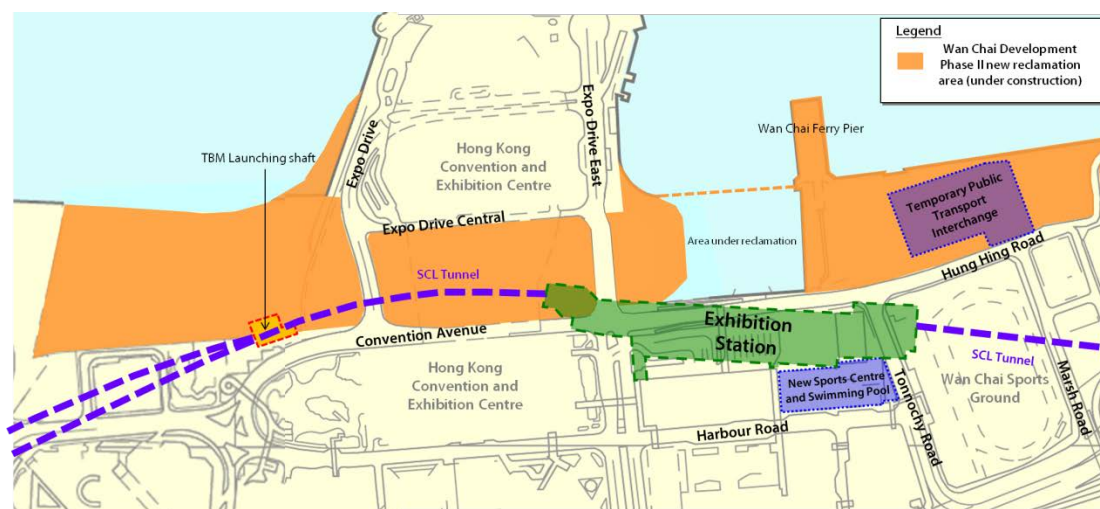 Legend
Wan Chai Development
Phase II new reclamation
area (under construction)
Wan Chai Ferry Pier
TBM Launching shaft
Expo Drive
Expo Drive East
Hong Kong
Convention and
Exhibition Centre
Temporary Public
Transport
Interchange
Expo Drive Central
Area under reclamation
Hung Hing Road
SCL Tunnel
Convention Avenue
Exhibition
Station
SCL Tunnel
Hong Kong
Convention and
Exhibition Centre
New Sports Centre
and Swimming Pool
Wan Chai Sports
Ground
Tonnochy Road
Marsh Road
Harbour Road